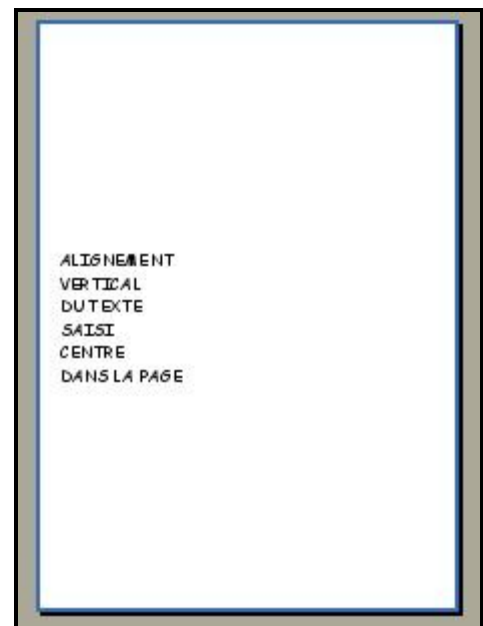 ALIGNEMENT
VERTICAL
DU TEXTE
SAISI
CENTRE
DANS LA PAGE